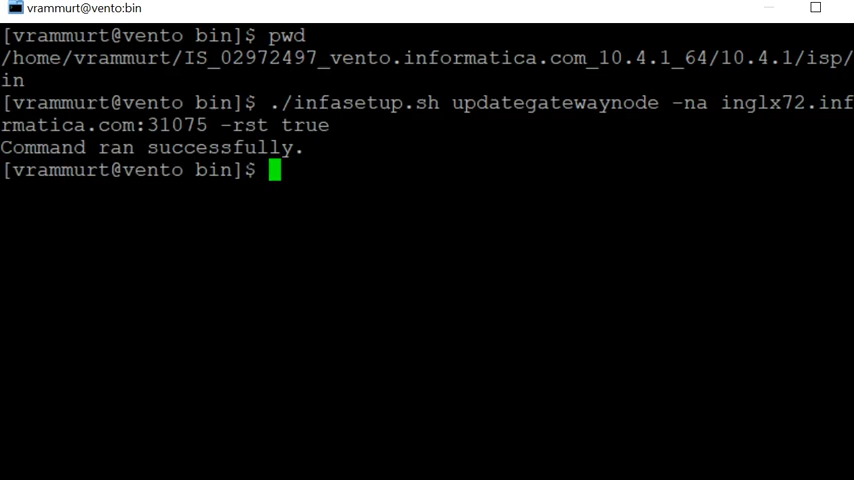 vrammurt@vento:bin
[vrammurt@vento bin]$ pwd
/home/vrammurt/IS_02972497_vento.informatica.com_10.4.1_64/10.4.1/isp/
in
[vrammurt@vento bin]$ ./infasetup.sh updategatewaynode -na inglx72.inf
rmatica.com:31075 -rst true
Command ran successfully.
[vrammurt@vento bin]$